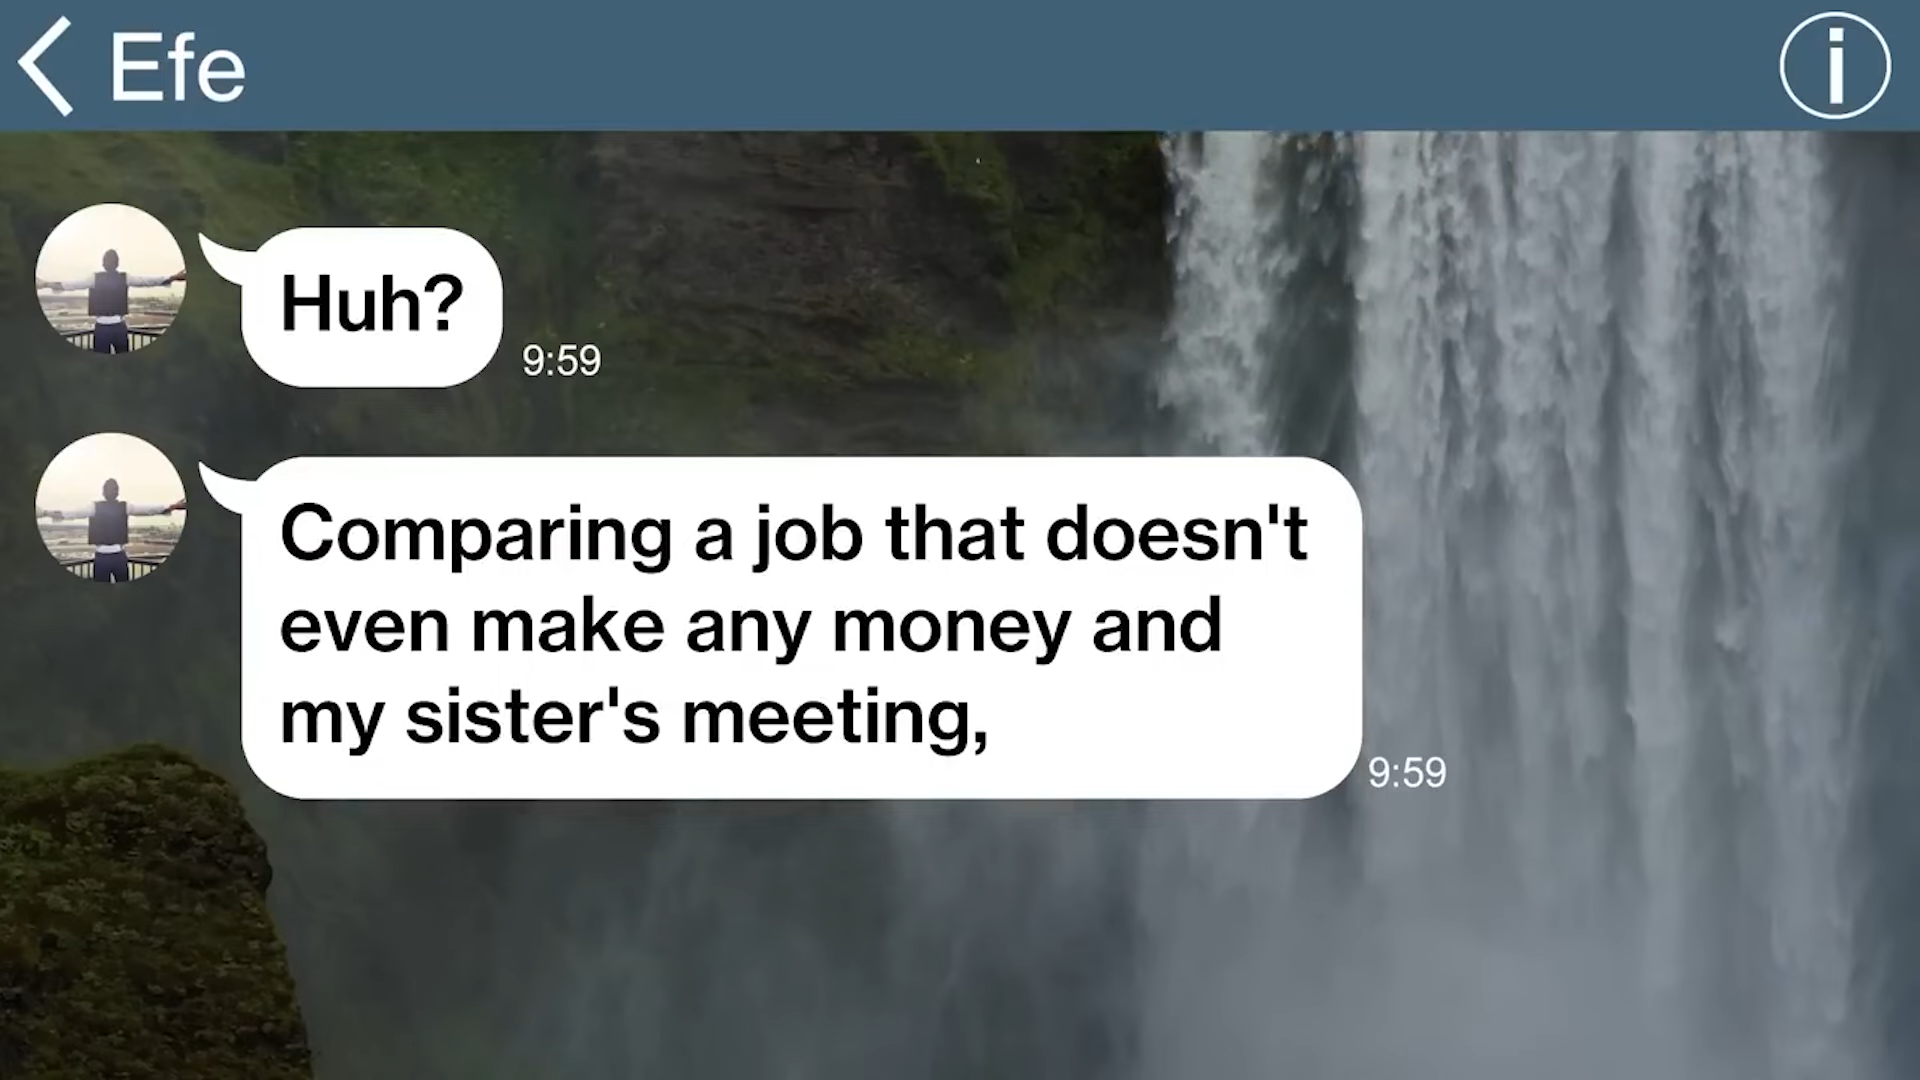 Efe
Huh?
9:59
Comparing a job that doesn't
even make any money and
my sister's meeting,
9:59